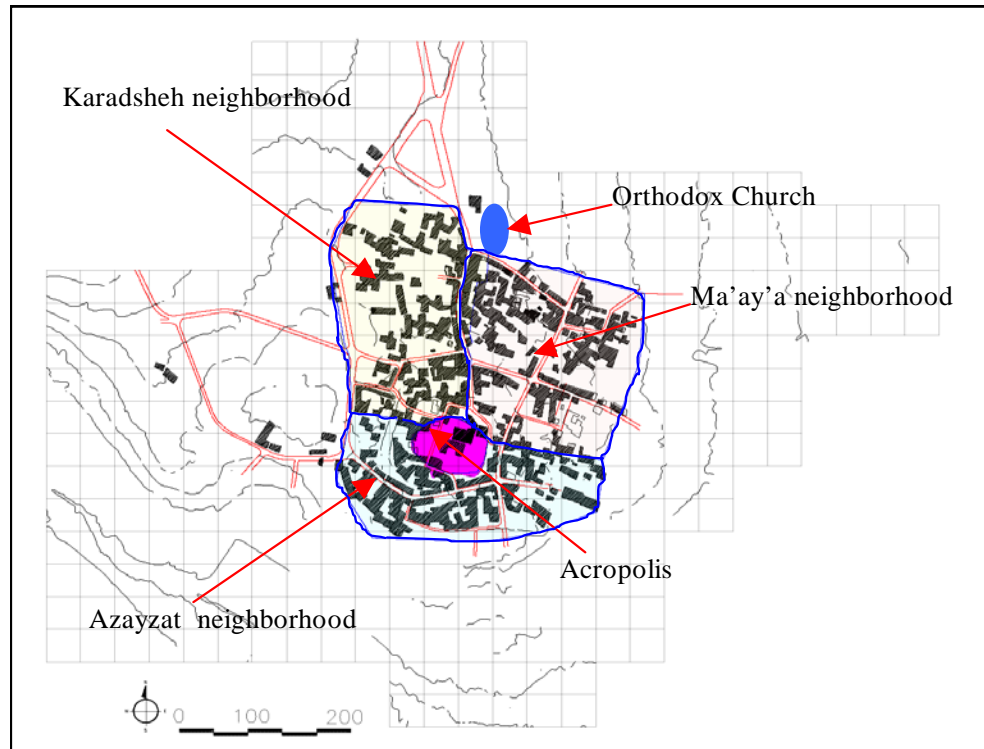 Karadsheh neighborhood
Orthodox Church
Ma’ay’a neighborhood
Acropolis
Azayzat neighborhood
0 100 200